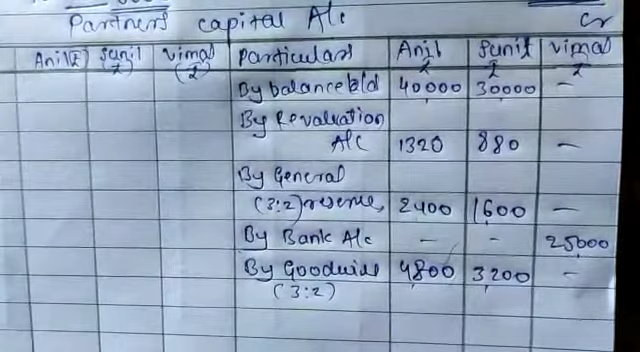 Partners capital A/c
Cr
Anil(₹) Sunil ₹ Vimal (₹) Particulars Anil ₹ Sunil ₹ Vimal ₹
By balance b/d 40000 30000 -
By Revaluation
A/c 1320 880 -
By General
(3:2) reserve 2400 1600 -
By Bank A/c - - 25000
By Goodwill 4800 3200 -
(3:2)